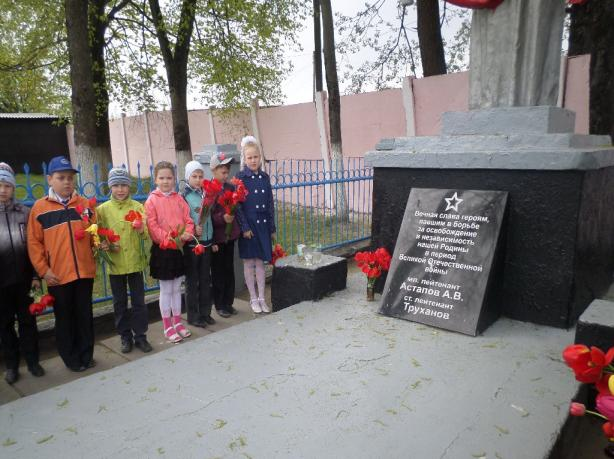 Вечная слава героям,
павшим в борьбе
за освобождение
и независимость
нашей Родины
в период
Великой Отечественной
войны
мл. лейтенант
Астапов А.В.
ст. лейтенант
Труханов